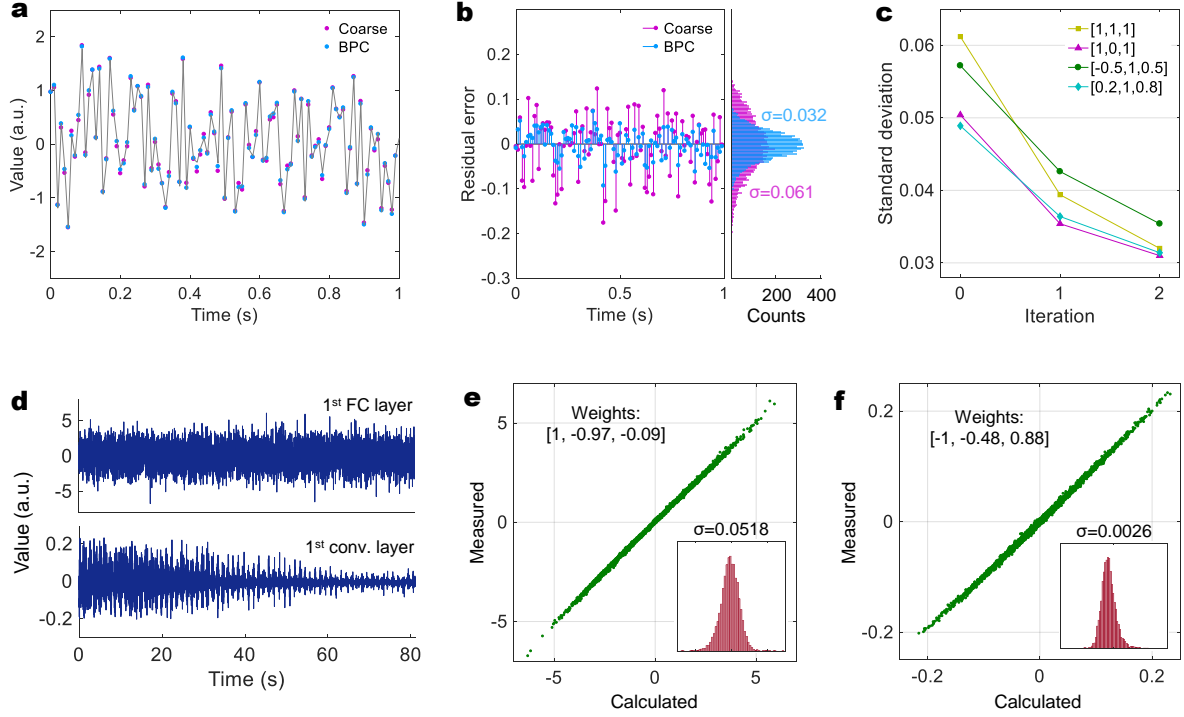 a
Value (a.u.)
2
1
0
-1
-2
Coarse
BPC
0
0.2
0.4
0.6
0.8
1
Time (s)
b
Residual error
0.3
0.2
0.1
0
-0.1
-0.2
-0.3
Coarse
BPC
σ=0.032
σ=0.061
0
0.5
1
Time (s)
200
400
Counts
c
Standard deviation
0.06
0.05
0.04
0.03
[1,1,1]
[1,0,1]
[-0.5,1,0.5]
[0.2,1,0.8]
0
1
2
Iteration
d
Value (a.u.)
1st FC layer
5
0
-5
1st conv. layer
0.2
0
-0.2
0
20
40
60
80
Time (s)
e
Measured
5
0
-5
Weights:
[1, -0.97, -0.09]
σ=0.0518
-5
0
5
Calculated
f
Measured
0.2
0
-0.2
Weights:
[-1, -0.48, 0.88]
σ=0.0026
-0.2
0
0.2
Calculated